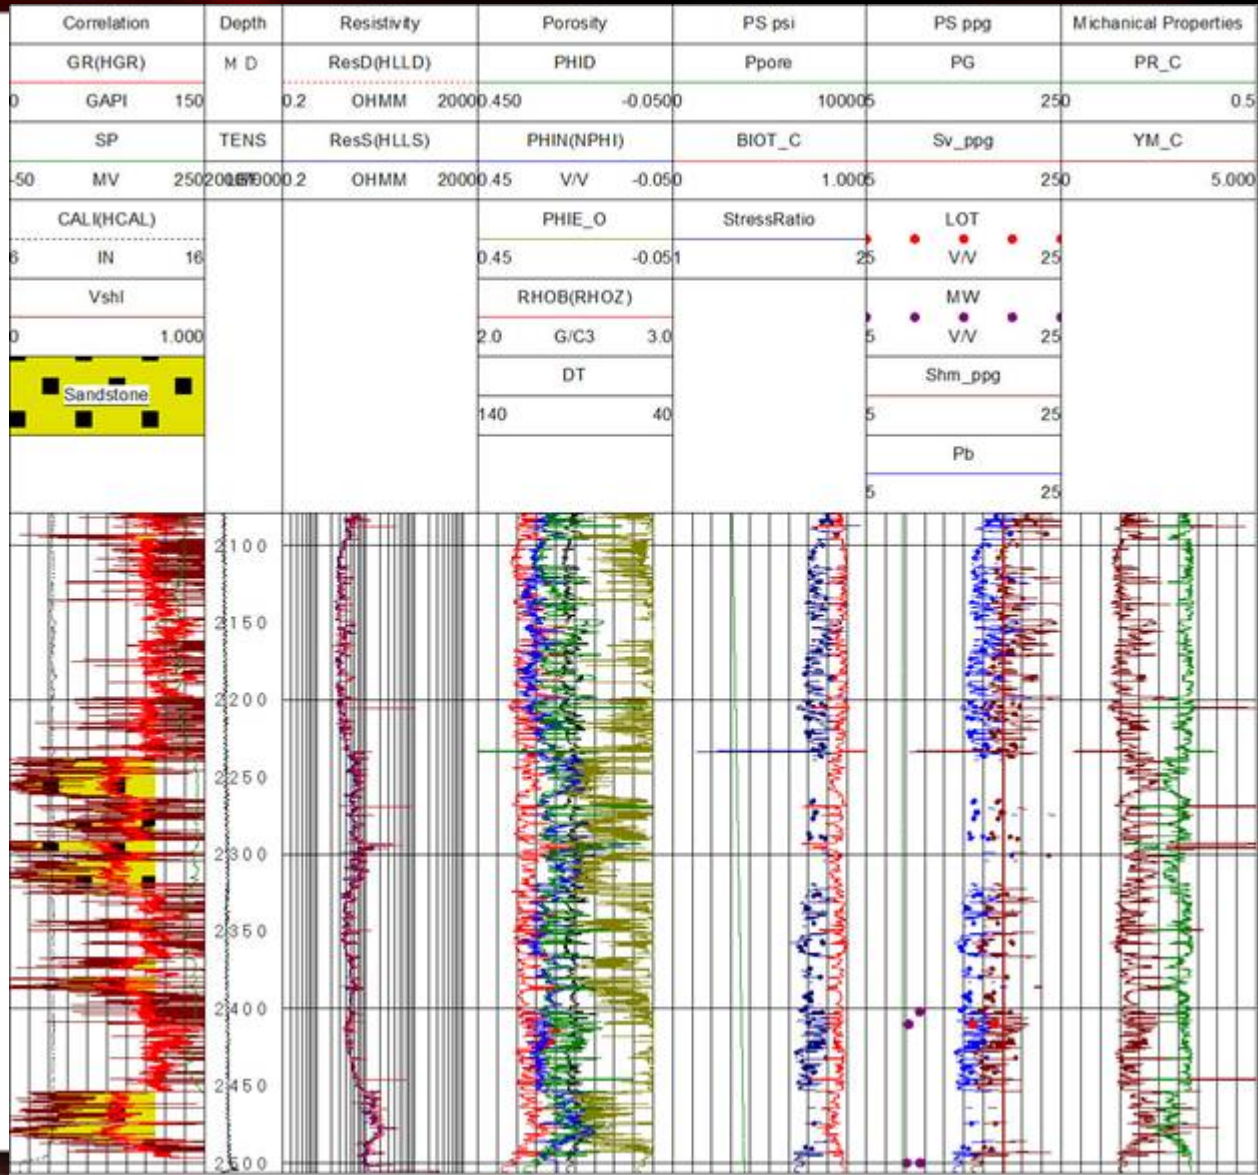 Correlation Depth Resistivity Porosity PS psi PS ppg Michanical Properties
GR(HGR) M D ResD(HLLD) PHID Ppore PG PR_C
0 GAPI 150 0.2 OHMM 2000 0.450 -0.050 0 10000 5 25 0 0.5
SP TENS ResS(HLLS) PHIN(NPHI) BIOT_C Sv_ppg YM_C
-50 MV 250 0.2 OHMM 2000 0.45 V/V -0.05 0 1.000 5 25 0 5.000
CALI(HCAL) PHIE_O StressRatio LOT
6 IN 16 0.45 -0.05 1 2 5 V/V 25
Vshl RHOB(RHOZ) MW
0 1.000 2.0 G/C3 3.0 5 V/V 25
Sandstone DT Shm_ppg
140 40 5 25
Pb
5 25
2100
2150
2200
2250
2300
2350
2400
2450
2500